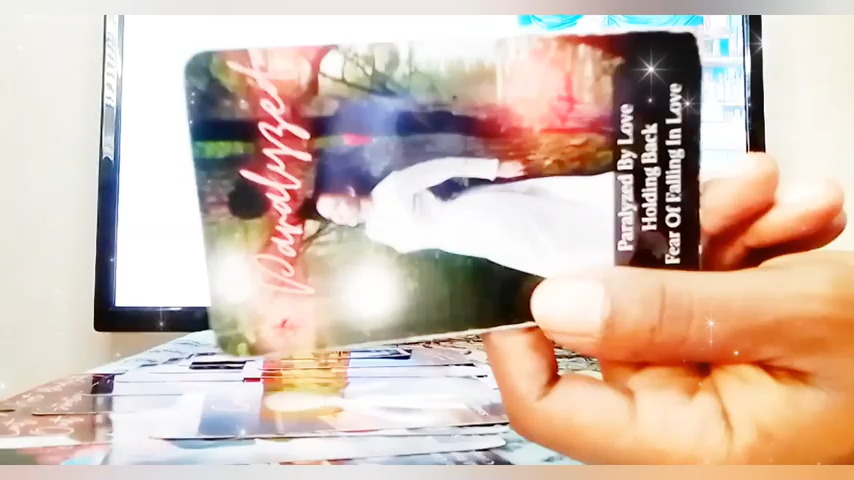 Paralyzed
Paralyzed By Love
Holding Back
Fear Of Falling In Love